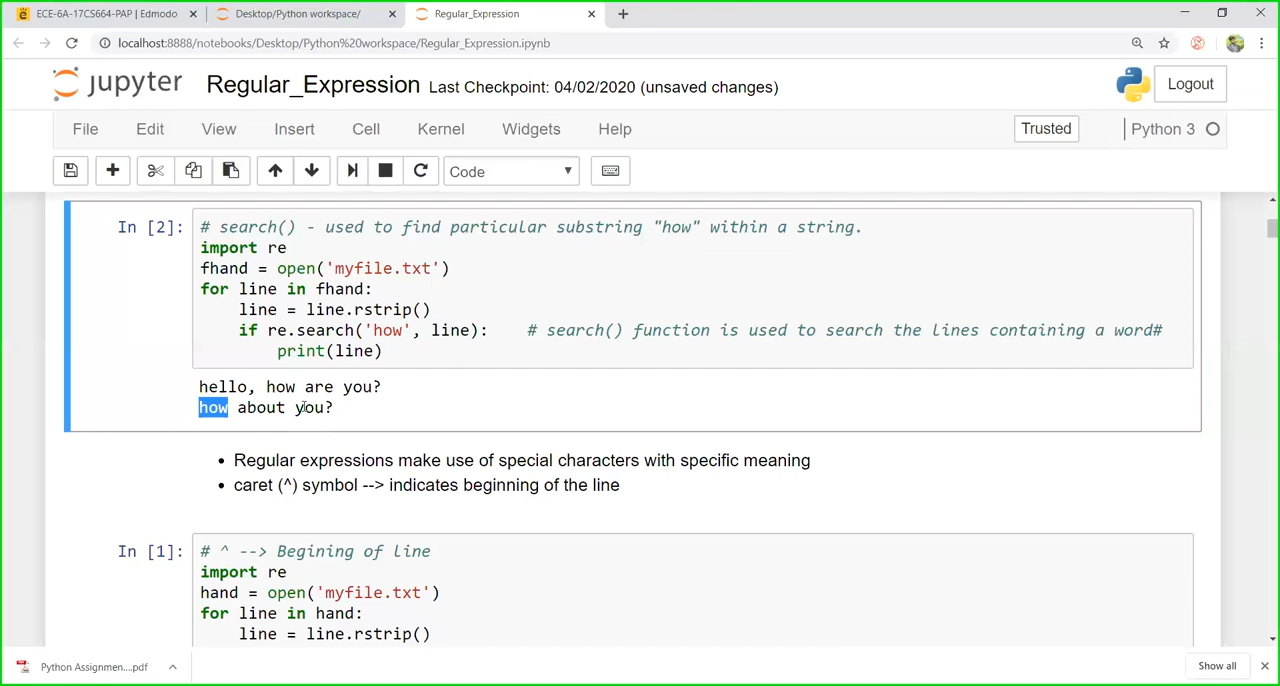 ECE-6A-17CS664-PAP | Edmodo
Desktop/Python workspace/
Regular_Expression
localhost:8888/notebooks/Desktop/Python%20workspace/Regular_Expression.ipynb
jupyter Regular_Expression Last Checkpoint: 04/02/2020 (unsaved changes)
Logout
File Edit View Insert Cell Kernel Widgets Help
Trusted
Python 3
Code
In [2]:
# search() - used to find particular substring "how" within a string.
import re
fhand = open('myfile.txt')
for line in fhand:
    line = line.rstrip()
    if re.search('how', line):    # search() function is used to search the lines containing a word#
        print(line)
hello, how are you?
how about you?
• Regular expressions make use of special characters with specific meaning
• caret (^) symbol --> indicates beginning of the line
In [1]:
# ^ --> Begining of line
import re
hand = open('myfile.txt')
for line in hand:
    line = line.rstrip()
Python Assignmen....pdf
Show all